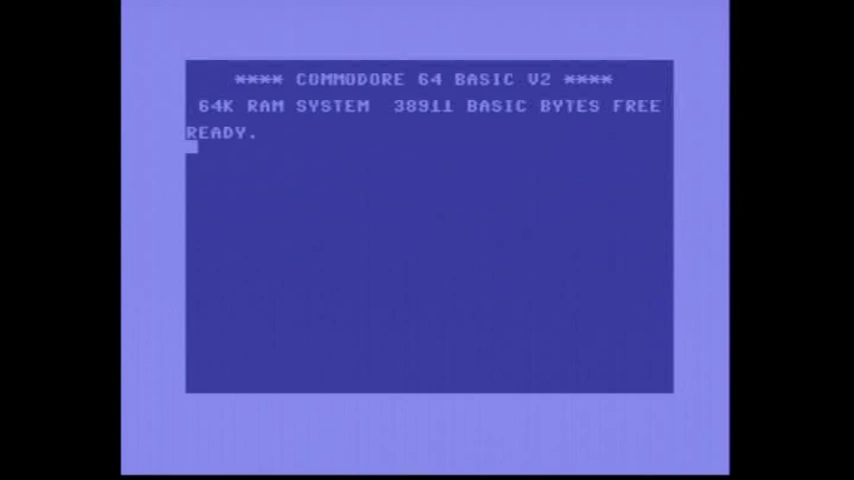 **** COMMODORE 64 BASIC V2 ****
64K RAM SYSTEM  38911 BASIC BYTES FREE
READY.